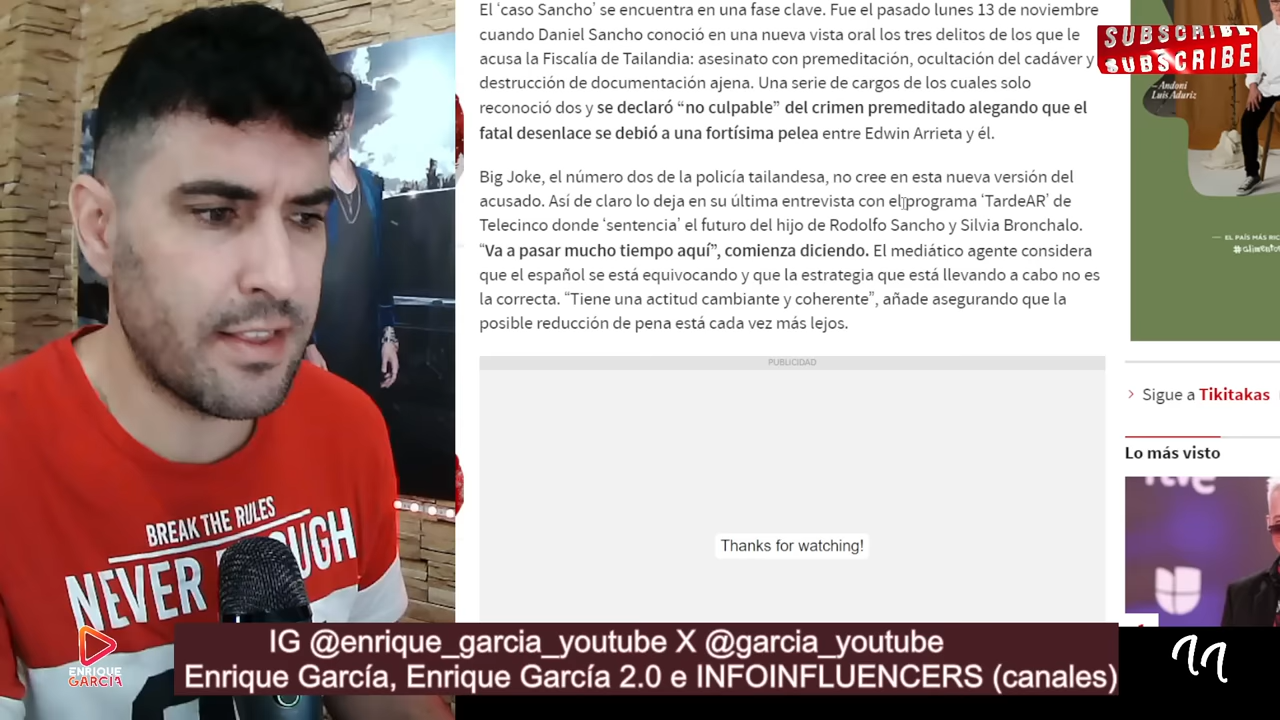 El ‘caso Sancho’ se encuentra en una fase clave. Fue el pasado lunes 13 de noviembre
cuando Daniel Sancho conoció en una nueva vista oral los tres delitos de los que le
acusa la Fiscalía de Tailandia: asesinato con premeditación, ocultación del cadáver y
destrucción de documentación ajena. Una serie de cargos de los cuales solo
reconoció dos y se declaró “no culpable” del crimen premeditado alegando que el
fatal desenlace se debió a una fortísima pelea entre Edwin Arrieta y él.
Big Joke, el número dos de la policía tailandesa, no cree en esta nueva versión del
acusado. Así de claro lo deja en su última entrevista con el programa ‘TardeAR’ de
Telecinco donde ‘sentencia’ el futuro del hijo de Rodolfo Sancho y Silvia Bronchalo.
“Va a pasar mucho tiempo aquí”, comienza diciendo. El mediático agente considera
que el español se está equivocando y que la estrategia que está llevando a cabo no es
la correcta. “Tiene una actitud cambiante y coherente”, añade asegurando que la
posible reducción de pena está cada vez más lejos.
PUBLICIDAD
Thanks for watching!
SUBSCRIBE
SUBSCRIBE
—Andoni
Luis Aduriz
— EL PAÍS MÁS RIC
> Sigue a Tikitakas
Lo más visto
rtve
BREAK THE RULES
NEVER
UGH
ENRIQUE
GARCÍA
IG @enrique_garcia_youtube X @garcia_youtube
Enrique García, Enrique García 2.0 e INFOINFLUENCERS (canales)